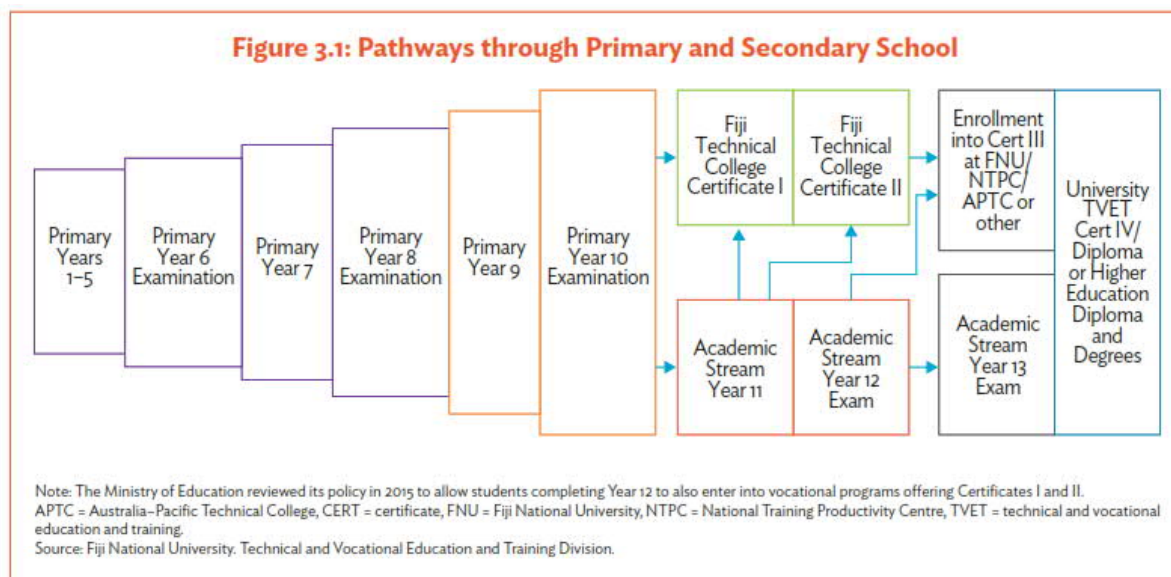 Figure 3.1: Pathways through Primary and Secondary School
Primary
Years
1–5
Primary
Year 6
Examination
Primary
Year 7
Primary
Year 8
Examination
Primary
Year 9
Primary
Year 10
Examination
Fiji
Technical
College
Certificate I
Fiji
Technical
College
Certificate II
Enrollment
into Cert III
at FNU/
NTPC/
APTC or
other
Academic
Stream
Year 11
Academic
Stream
Year 12
Exam
Academic
Stream
Year 13
Exam
University
TVET
Cert IV/
Diploma
or Higher
Education
Diploma
and
Degrees
Note: The Ministry of Education reviewed its policy in 2015 to allow students completing Year 12 to also enter into vocational programs offering Certificates I and II.
APTC = Australia–Pacific Technical College, CERT = certificate, FNU = Fiji National University, NTPC = National Training Productivity Centre, TVET = technical and vocational
education and training.
Source: Fiji National University. Technical and Vocational Education and Training Division.